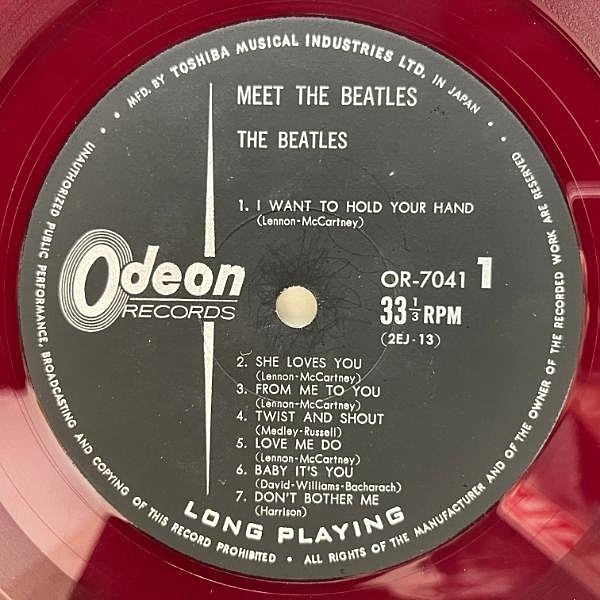 • MFD. BY TOSHIBA MUSICAL INDUSTRIES LTD. IN JAPAN •
MEET THE BEATLES
THE BEATLES
1. I WANT TO HOLD YOUR HAND
(Lennon-McCartney)
Odeon
RECORDS
OR-7041 1
33 1/3 RPM
(2EJ-13)
2. SHE LOVES YOU
(Lennon-McCartney)
3. FROM ME TO YOU
(Lennon-McCartney)
4. TWIST AND SHOUT
(Medley-Russell)
5. LOVE ME DO
(Lennon-McCartney)
6. BABY IT'S YOU
(David-Williams-Bacharach)
7. DON'T BOTHER ME
(Harrison)
LONG PLAYING
UNAUTHORIZED PUBLIC PERFORMANCE, BROADCASTING AND COPYING OF THIS RECORD PROHIBITED • ALL RIGHTS OF THE MANUFACTURER AND OF THE OWNER OF THE RECORDED WORK ARE RESERVED